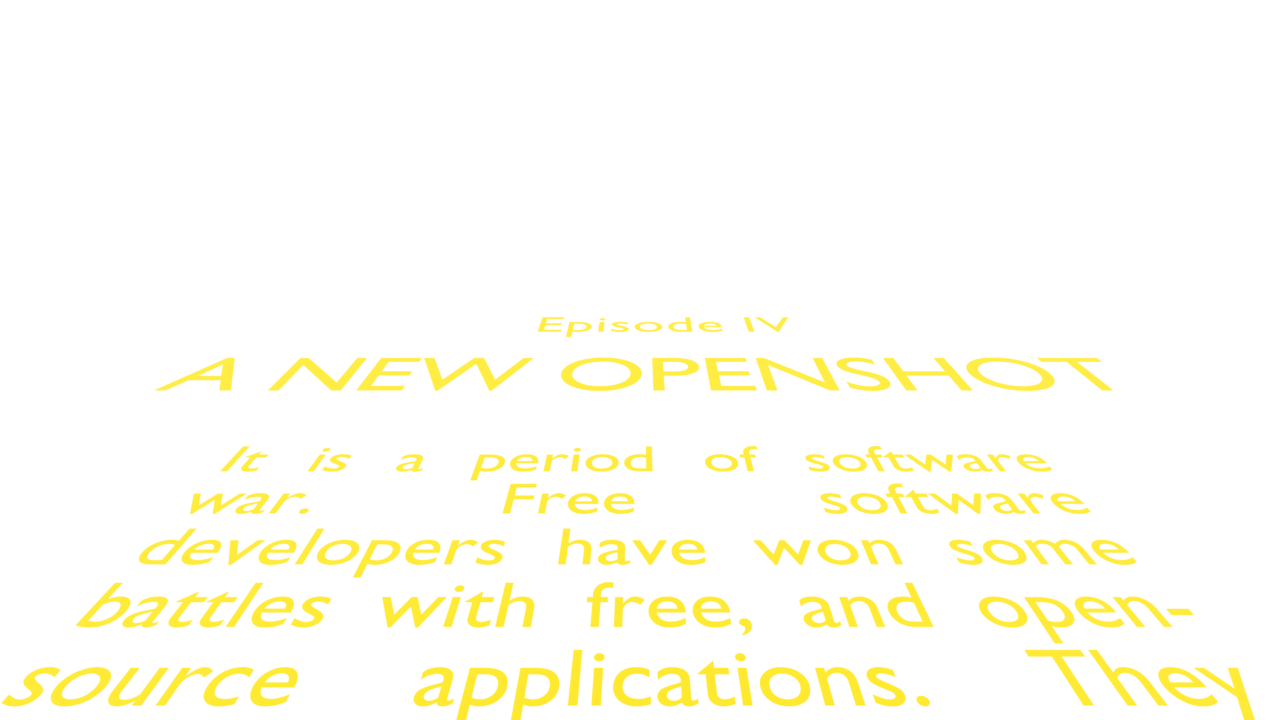 Episode IV
A NEW OPENSHOT
It is a period of software
war. Free software
developers have won some
battles with free, and open-
source applications. They